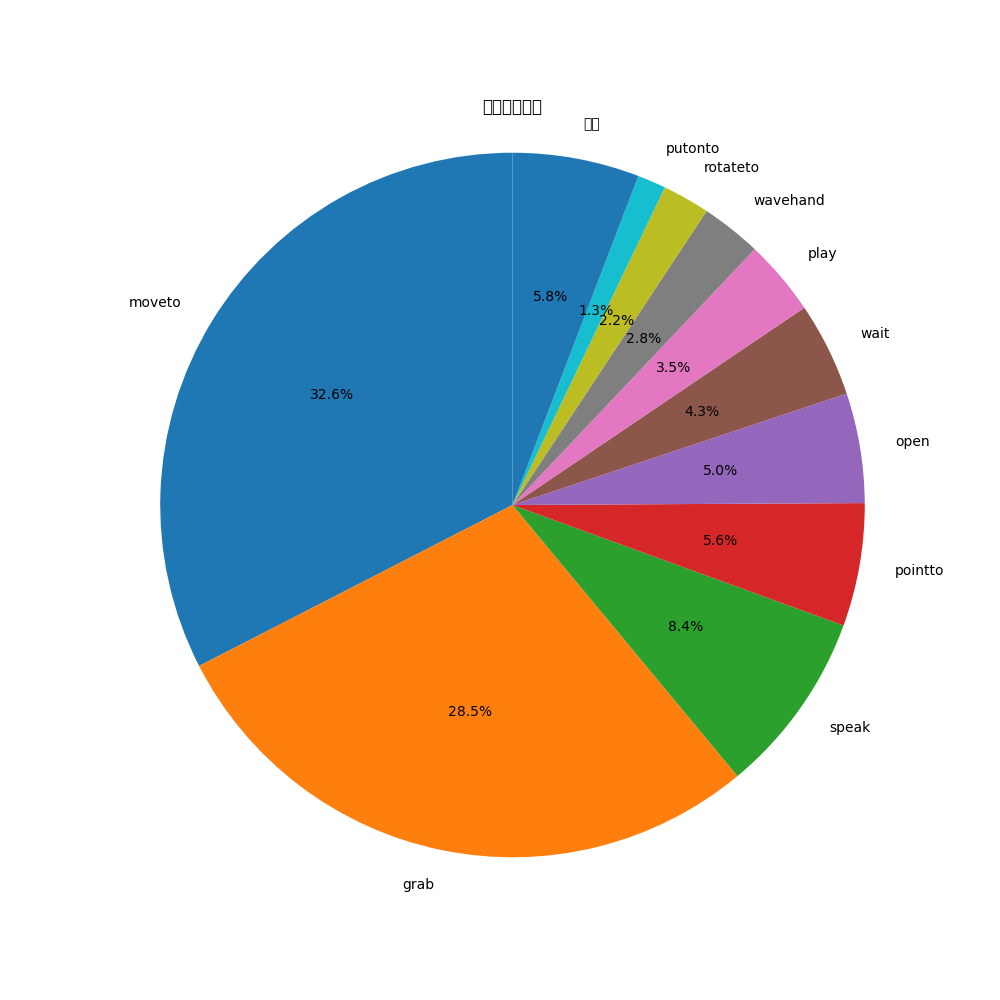 putonto
rotateto
wavehand
play
wait
open
pointto
speak
grab
moveto
5.8%
1.3%
2.2%
2.8%
3.5%
4.3%
5.0%
5.6%
8.4%
28.5%
32.6%